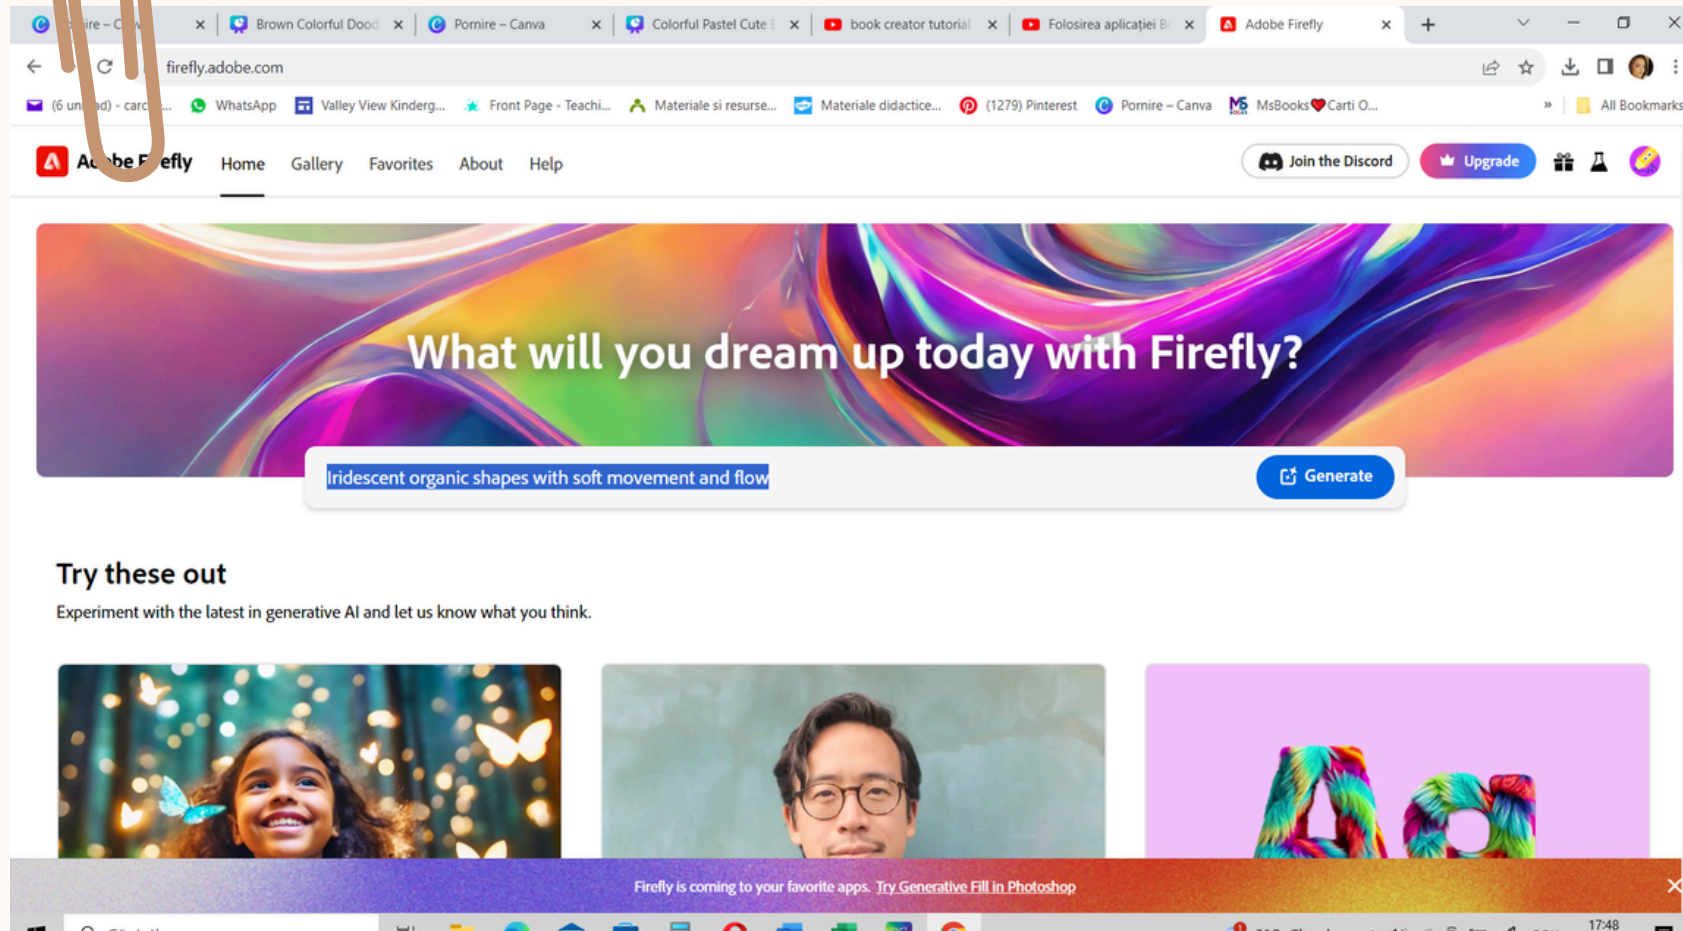 Brown Colorful Dood
Pornire – Canva
Colorful Pastel Cute E
book creator tutorial
Folosirea aplicației B
Adobe Firefly
firefly.adobe.com
WhatsApp
Valley View Kinderg...
Front Page - Teachi...
Materiale si resurse...
Materiale didactice...
(1279) Pinterest
Pornire – Canva
MsBooks❤Carti O...
»
All Bookmarks
Adobe Firefly
Home
Gallery
Favorites
About
Help
Join the Discord
Upgrade
What will you dream up today with Firefly?
Iridescent organic shapes with soft movement and flow
Generate
Try these out
Experiment with the latest in generative AI and let us know what you think.
Aa
Firefly is coming to your favorite apps. Try Generative Fill in Photoshop
17:48